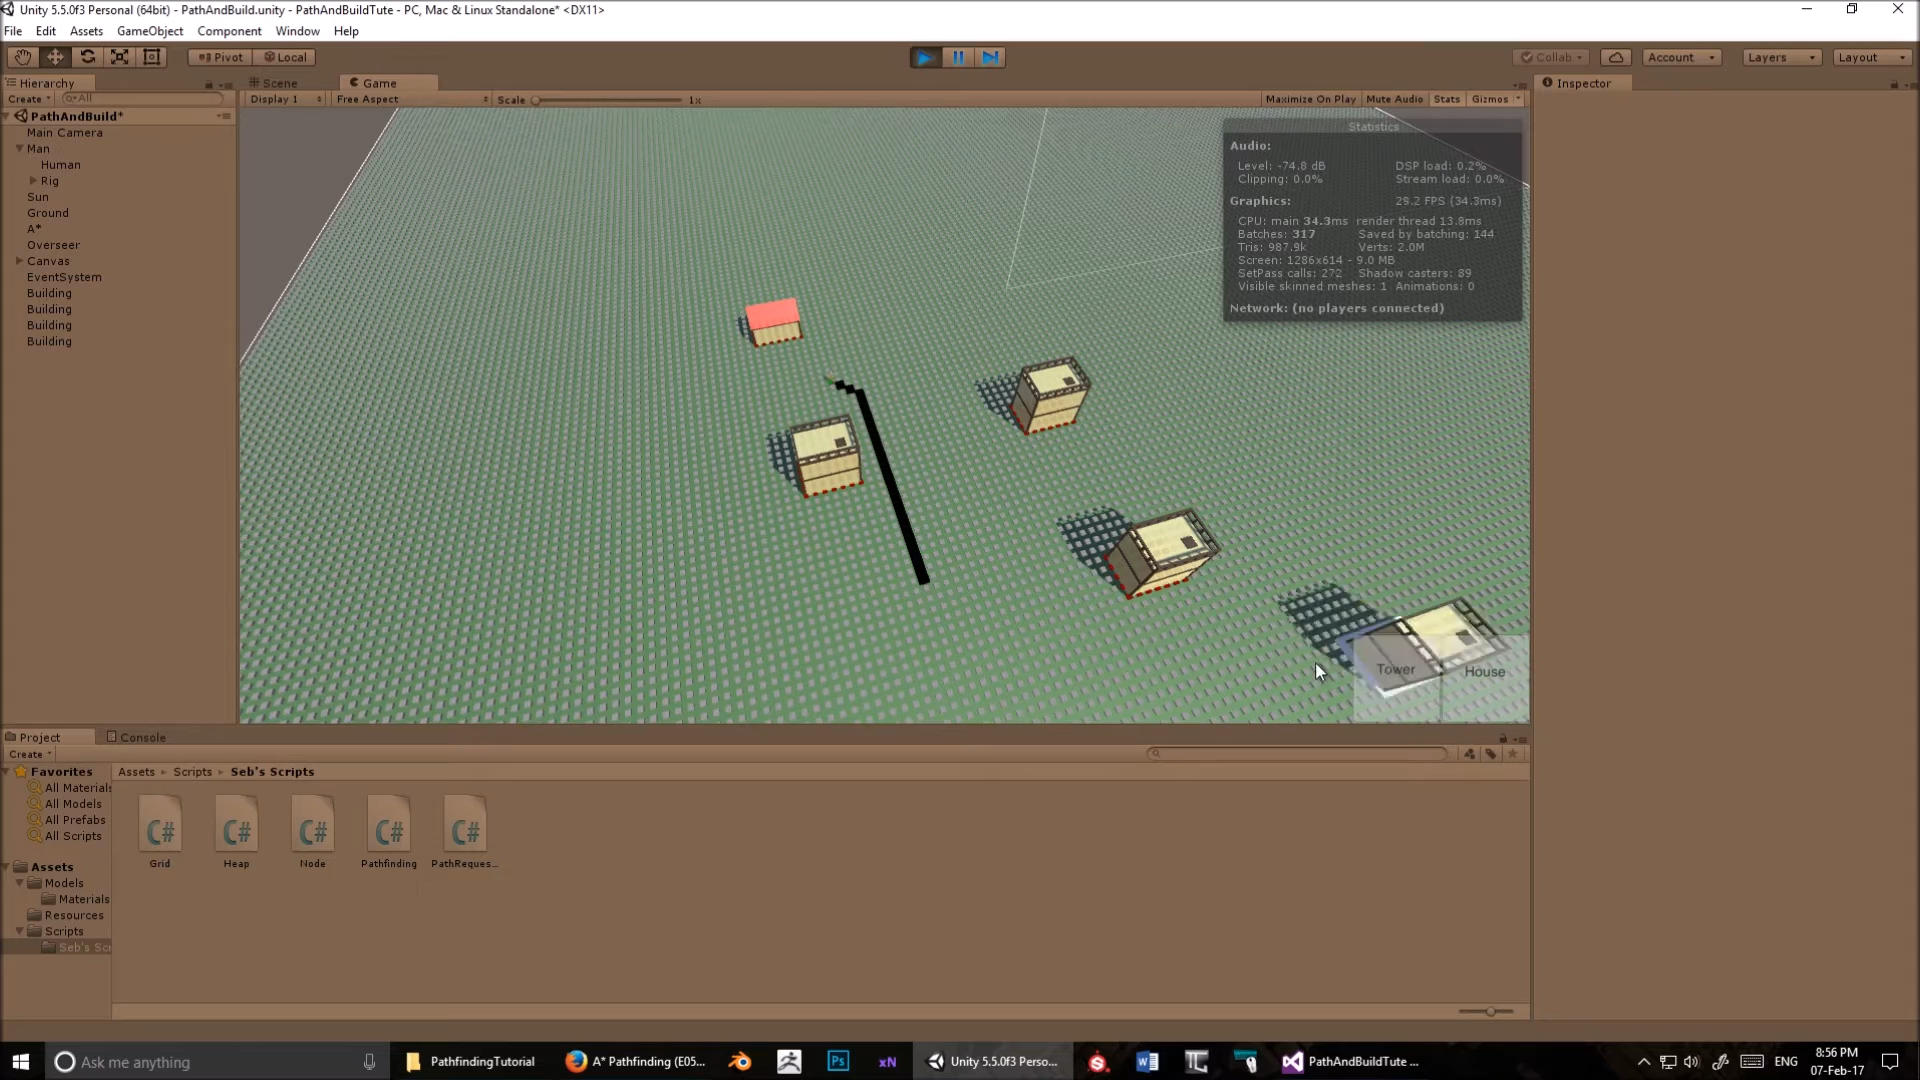 Unity 5.5.0f3 Personal (64bit) - PathAndBuild.unity - PathAndBuildTute - PC, Mac & Linux Standalone* <DX11>
File Edit Assets GameObject Component Window Help
Pivot Local Collab Account Layers Layout
Hierarchy Scene Game Inspector
Create All Display 1 Free Aspect Scale 1x Maximize On Play Mute Audio Stats Gizmos
PathAndBuild*
Main Camera
Man
Human
Rig
Sun
Ground
A*
Overseer
Canvas
EventSystem
Building
Building
Building
Building
Statistics
Audio:
Level: -74.8 dB DSP load: 0.2%
Clipping: 0.0% Stream load: 0.0%
Graphics: 29.2 FPS (34.3ms)
CPU: main 34.3ms render thread 13.8ms
Batches: 317 Saved by batching: 144
Tris: 987.9k Verts: 2.0M
Screen: 1286x614 - 9.0 MB
SetPass calls: 272 Shadow casters: 89
Visible skinned meshes: 1 Animations: 0
Network: (no players connected)
Tower House
Project Console
Create
Favorites
All Materials
All Models
All Prefabs
All Scripts
Assets
Models
Materials
Resources
Scripts
Seb's Scr
Assets Scripts Seb's Scripts
C# C# C# C# C#
Grid Heap Node Pathfinding PathReques...
Ask me anything
PathfindingTutorial
A* Pathfinding (E05...
Ps
xN
Unity 5.5.0f3 Perso...
PathAndBuildTute ...
ENG
8:56 PM
07-Feb-17